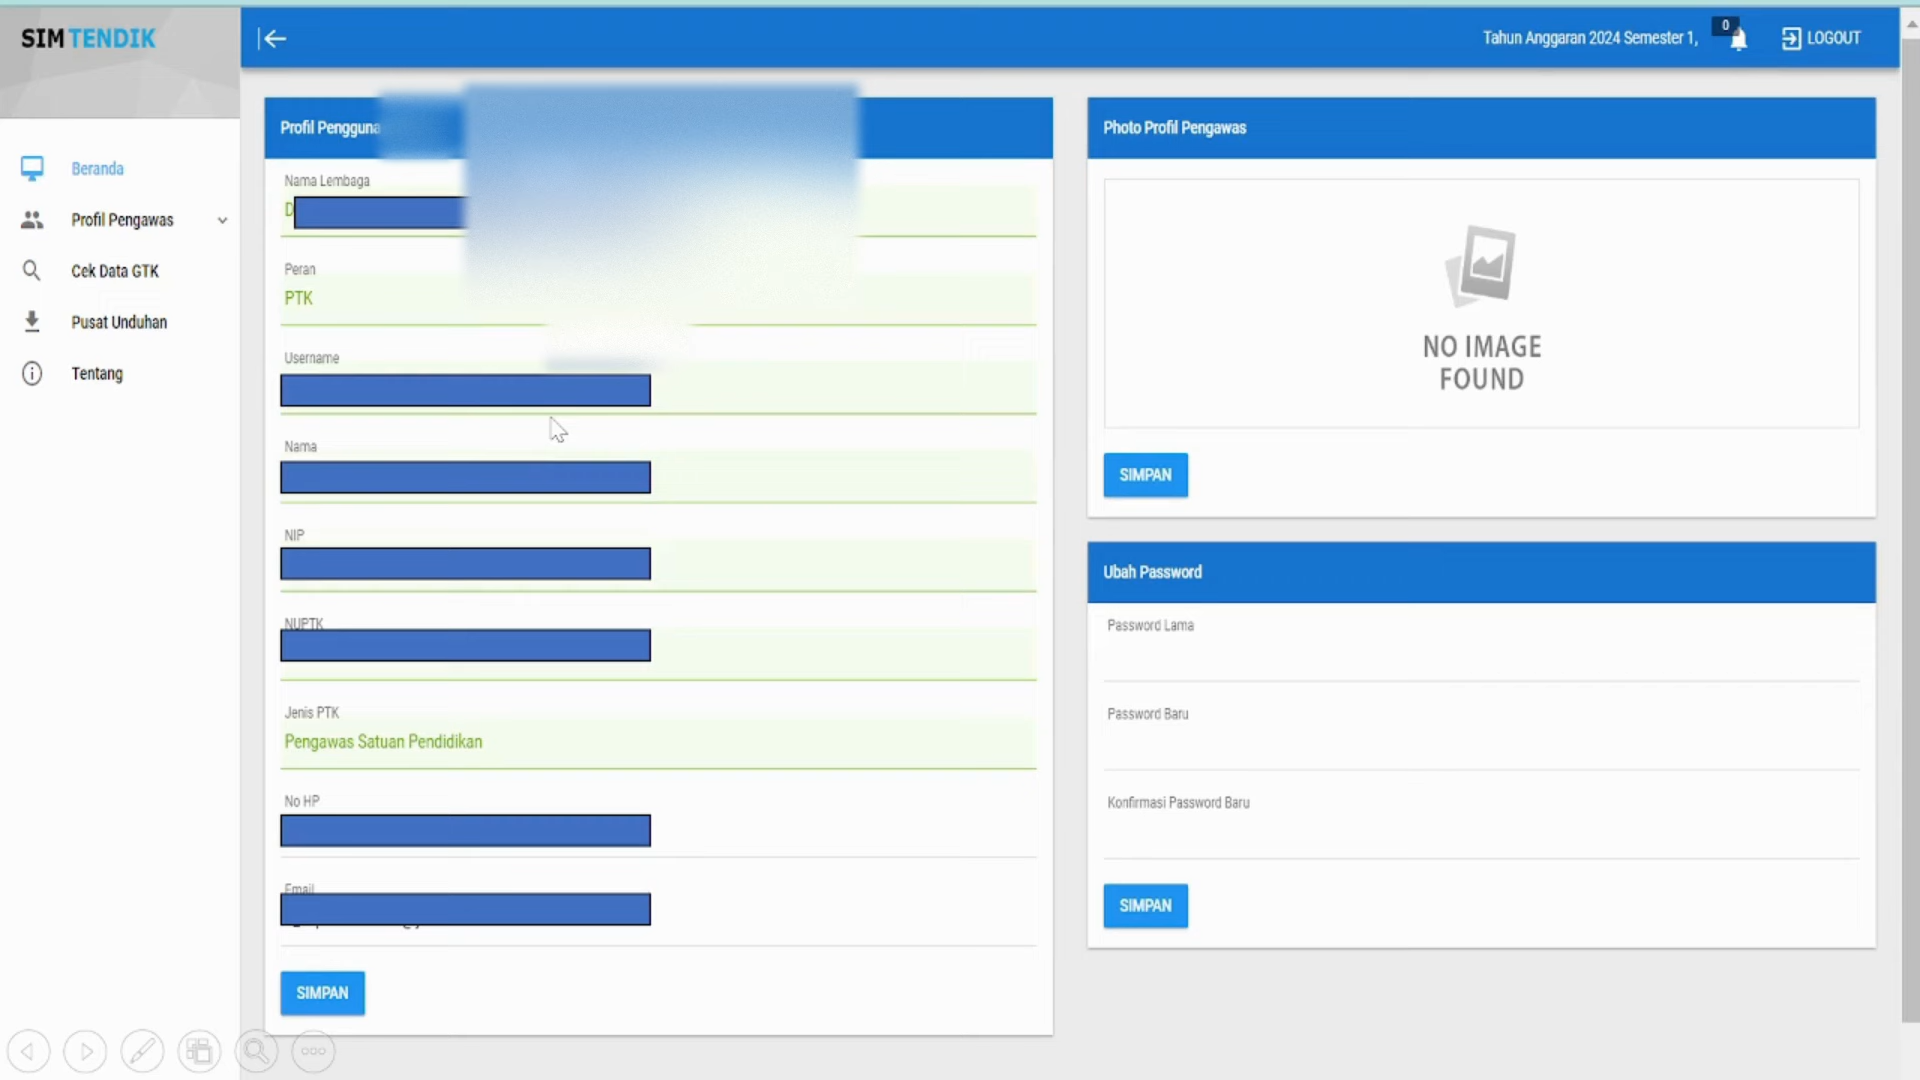 SIM TENDIK
Tahun Anggaran 2024 Semester 1,
0
LOGOUT
Beranda
Profil Pengawas
Cek Data GTK
Pusat Unduhan
Tentang
Profil Pengguna
Nama Lembaga
D
Peran
PTK
Username
Nama
NIP
NUPTK
Jenis PTK
Pengawas Satuan Pendidikan
No HP
Email
SIMPAN
Photo Profil Pengawas
NO IMAGE
FOUND
SIMPAN
Ubah Password
Password Lama
Password Baru
Konfirmasi Password Baru
SIMPAN